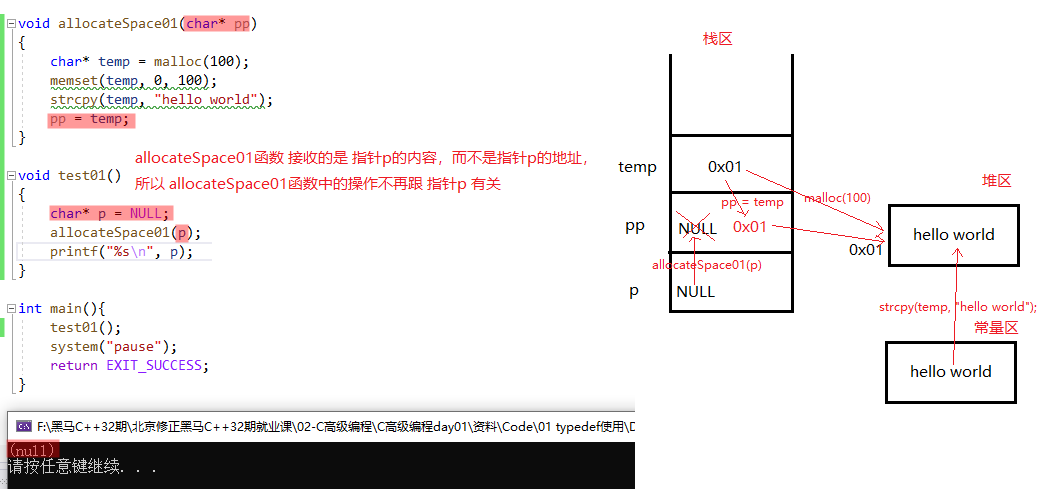 void allocateSpace01(char* pp)
{
char* temp = malloc(100);
memset(temp, 0, 100);
strcpy(temp, "hello world");
pp = temp;
}
allocateSpace01函数 接收的是 指针p的内容，而不是指针p的地址，
所以 allocateSpace01函数中的操作不再跟 指针p 有关
void test01()
{
char* p = NULL;
allocateSpace01(p);
printf("%s\n", p);
}
int main(){
test01();
system("pause");
return EXIT_SUCCESS;
}
F:\黑马C++32期\北京修正黑马C++32期就业课\02-C高级编程\C高级编程day01\资料\Code\01 typedef使用\D
(null)
请按任意键继续. . .
栈区
temp
0x01
pp = temp
malloc(100)
堆区
pp
NULL
0x01
hello world
0x01
allocateSpace01(p)
p
NULL
strcpy(temp, "hello world");
常量区
hello world